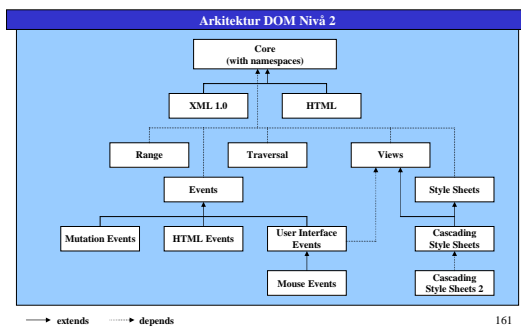 Arkitektur DOM Nivå 2
Core
(with namespaces)
XML 1.0
HTML
Range
Traversal
Views
Events
Style Sheets
Mutation Events
HTML Events
User Interface
Events
Cascading
Style Sheets
Mouse Events
Cascading
Style Sheets 2
extends
depends
161